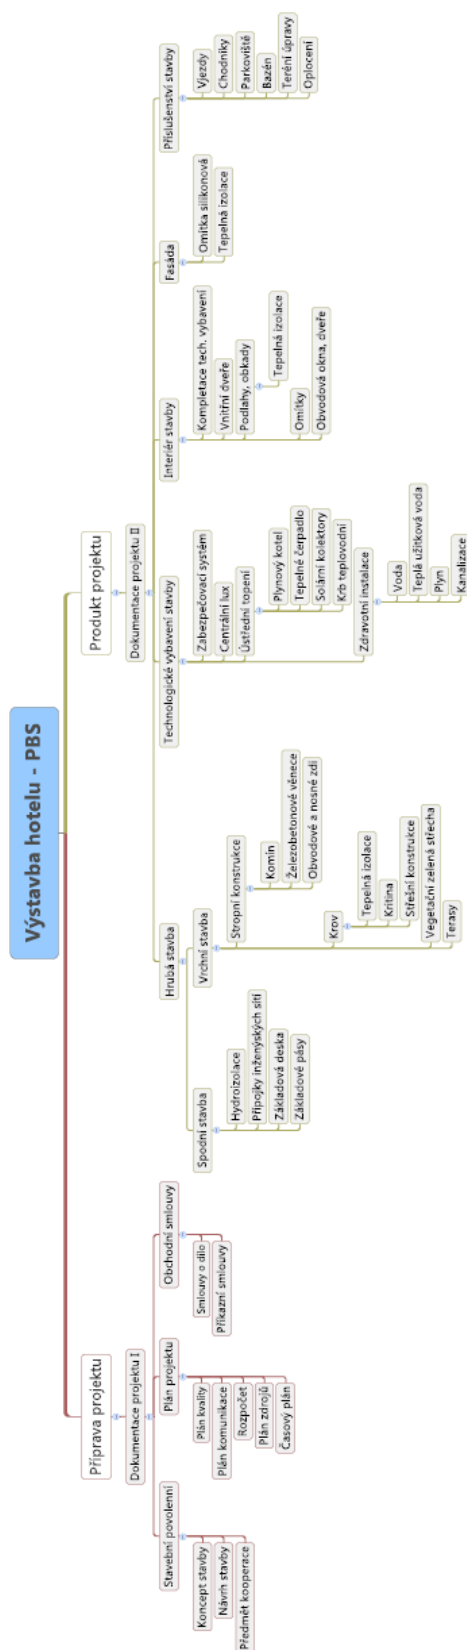 Výstavba hotelu - PBS
Příprava projektu
Dokumentace projektu I
Stavební povolenní
Koncept stavby
Návrh stavby
Předmět kooperace
Plán projektu
Plán kvality
Plán komunikace
Rozpočet
Plán zdrojů
Časový plán
Obchodní smlouvy
Smlouvy o dílo
Příkazní smlouvy
Produkt projektu
Dokumentace projektu II
Hrubá stavba
Spodní stavba
Hydroizolace
Přípojky inženýských sítí
Základová deska
Základové pásy
Vrchní stavba
Stropní konstrukce
Komín
Železobetonové věnece
Obvodové a nosné zdi
Krov
Tepelná izolace
Kritina
Střešní konstrukce
Vegetační zelená střecha
Terasy
Technologické vybavení stavby
Zabezpečovací systém
Centrální lux
Ústřední topení
Plynový kotel
Tepelné čerpadlo
Solární kolektory
Krb teplovodní
Zdravotní instalace
Voda
Teplá užitková voda
Plyn
Kanalizace
Interiér stavby
Kompletace tech. vybavení
Vnitřní dveře
Podlahy, obkady
Tepelná izolace
Omítky
Obvodová okna, dveře
Fasáda
Omítka silikonová
Tepelná izolace
Příslušenství stavby
Vjezdy
Chodníky
Parkoviště
Bazén
Teréní úpravy
Oplocení